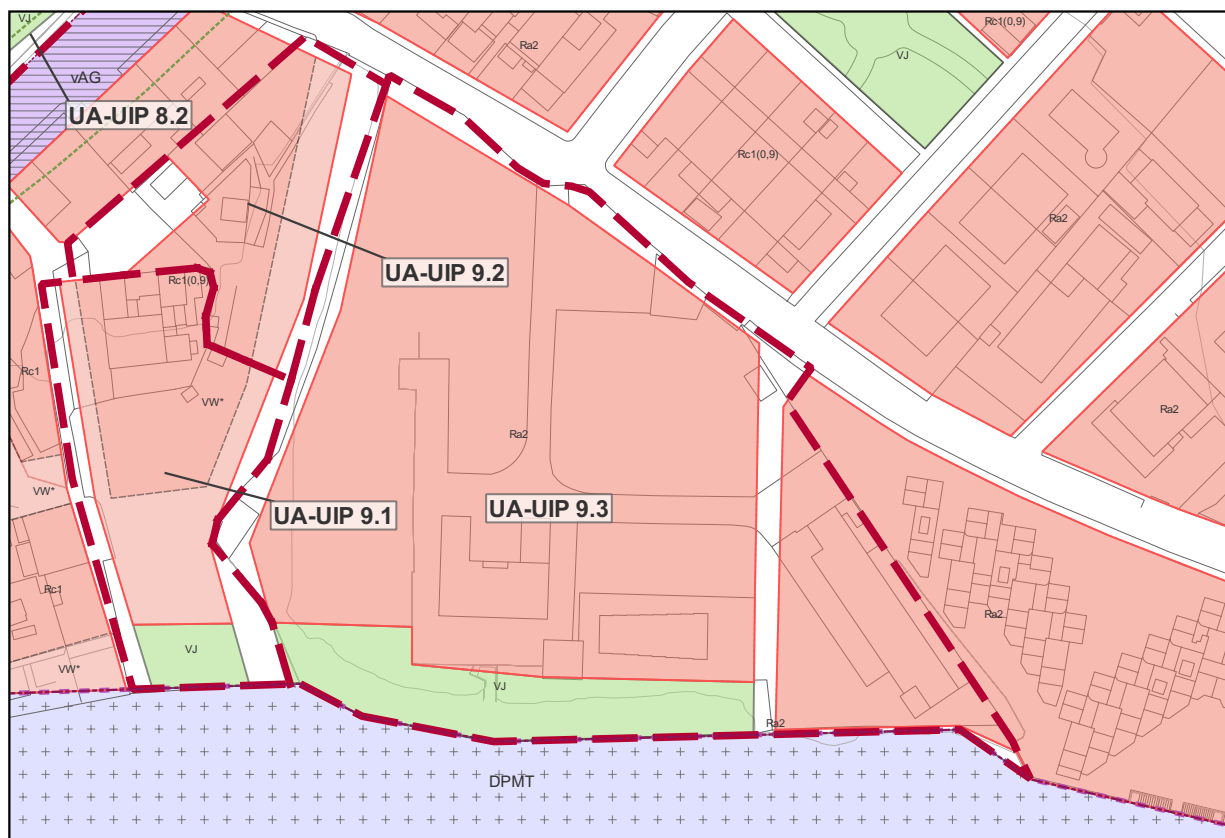 VJ
Ra2
Rc1(0,9)
VJ
vAG
UA-UIP 8.2
Rc1(0,9)
Ra2
UA-UIP 9.2
Rc1(0,9)
Rc1
VW*
Ra2
Ra2
VW*
UA-UIP 9.1
UA-UIP 9.3
Rc1
Ra2
VJ
VW*
VJ
Ra2
DPMT